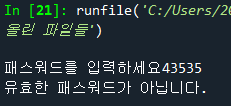 In [21]: runfile('C:/Users/20
올린 파일들')
패스워드를 입력하세요43535
유효한 패스워드가 아닙니다.